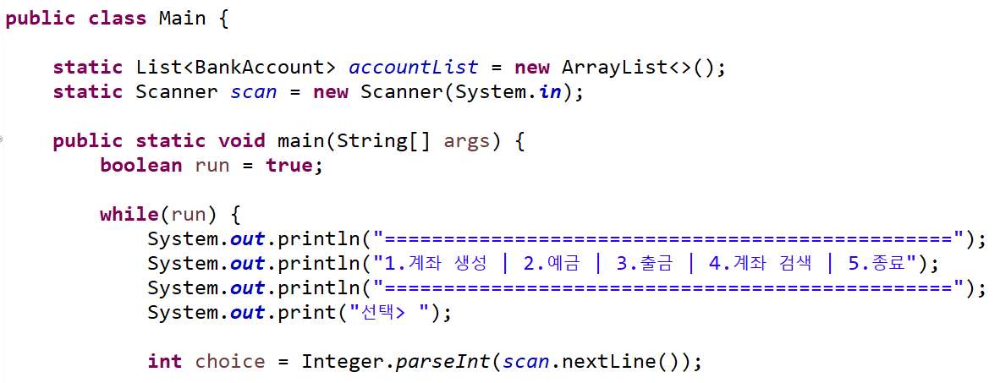 public class Main {
static List<BankAccount> accountList = new ArrayList<>();
static Scanner scan = new Scanner(System.in);
public static void main(String[] args) {
boolean run = true;
while(run) {
System.out.println("================================================");
System.out.println("1.계좌 생성 | 2.예금 | 3.출금 | 4.계좌 검색 | 5.종료");
System.out.println("================================================");
System.out.print("선택> ");
int choice = Integer.parseInt(scan.nextLine());